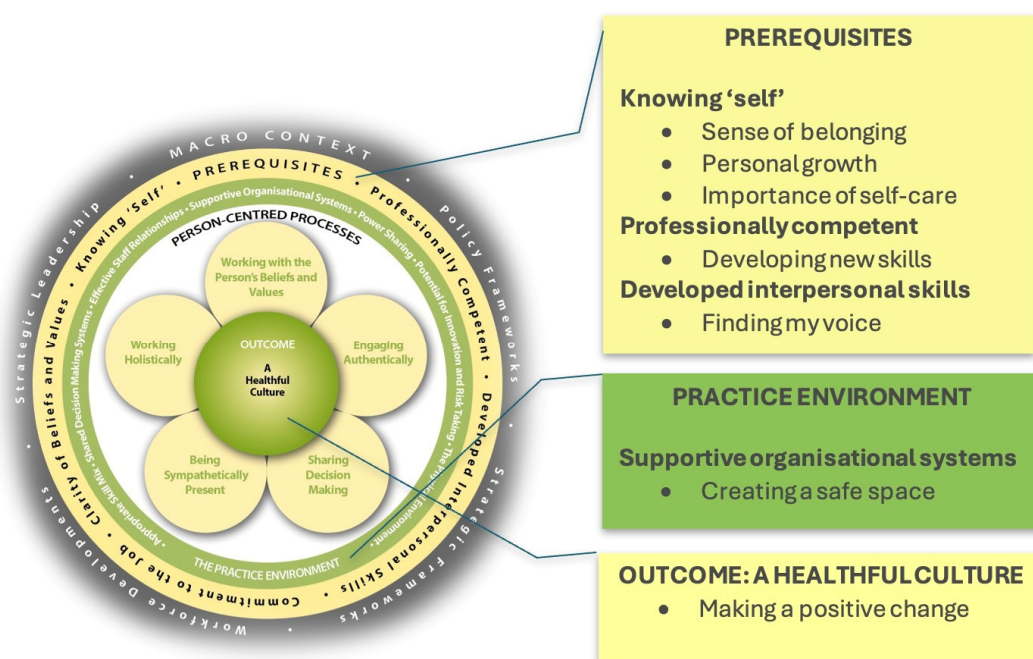 MACRO CONTEXT
• Policy Frameworks
• Strategic Frameworks
• Workforce Developments
• Strategic Leadership •
PREREQUISITES • Professionally Competent • Developed Interpersonal Skills • Commitment to the Job • Clarity of Beliefs and Values • Knowing 'Self' •
Supportive Organisational Systems • Power Sharing • Potential for Innovation and Risk Taking • The Physical Environment •
THE PRACTICE ENVIRONMENT
• Appropriate Skill Mix • Shared Decision Making Systems • Effective Staff Relationships •
PERSON-CENTRED PROCESSES
Working with the
Person's Beliefs and
Values
Working
Holistically
Engaging
Authentically
OUTCOME
A
Healthful
Culture
Being
Sympathetically
Present
Sharing
Decision
Making
PREREQUISITES
Knowing ‘self’
• Sense of belonging
• Personal growth
• Importance of self-care
Professionally competent
• Developing new skills
Developed interpersonal skills
• Finding my voice
PRACTICE ENVIRONMENT
Supportive organisational systems
• Creating a safe space
OUTCOME: A HEALTHFUL CULTURE
• Making a positive change